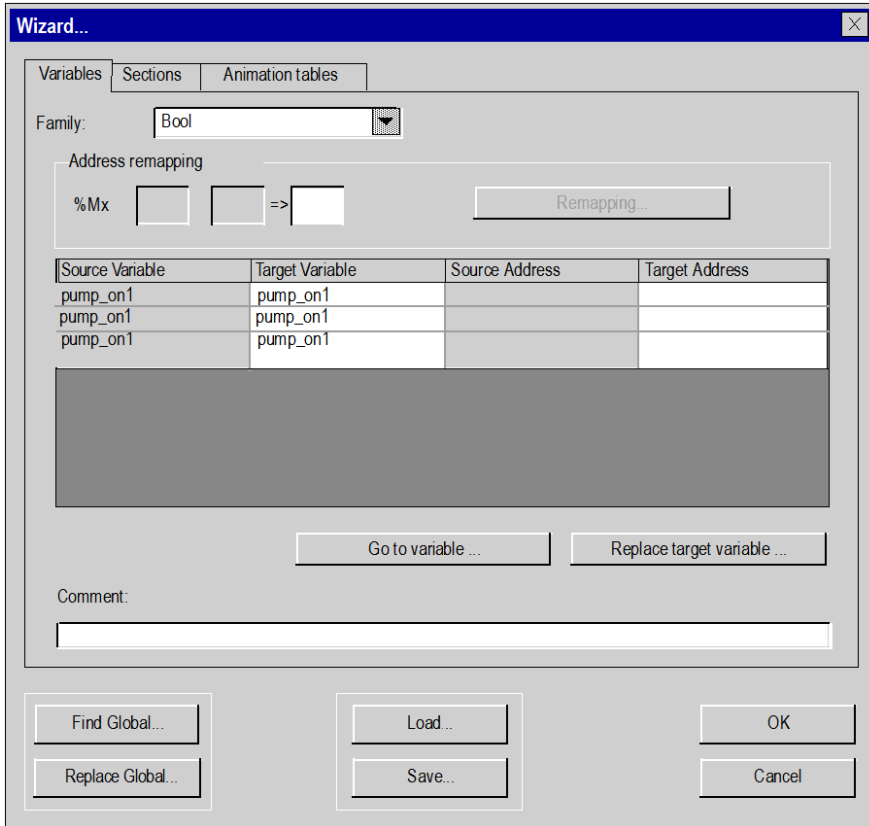 Wizard...
Variables Sections Animation tables
Family: Bool
Address remapping
%Mx => Remapping...
Source Variable Target Variable Source Address Target Address
pump_on1 pump_on1
pump_on1 pump_on1
pump_on1 pump_on1
Go to variable ... Replace target variable ...
Comment:
Find Global... Load... OK
Replace Global... Save... Cancel